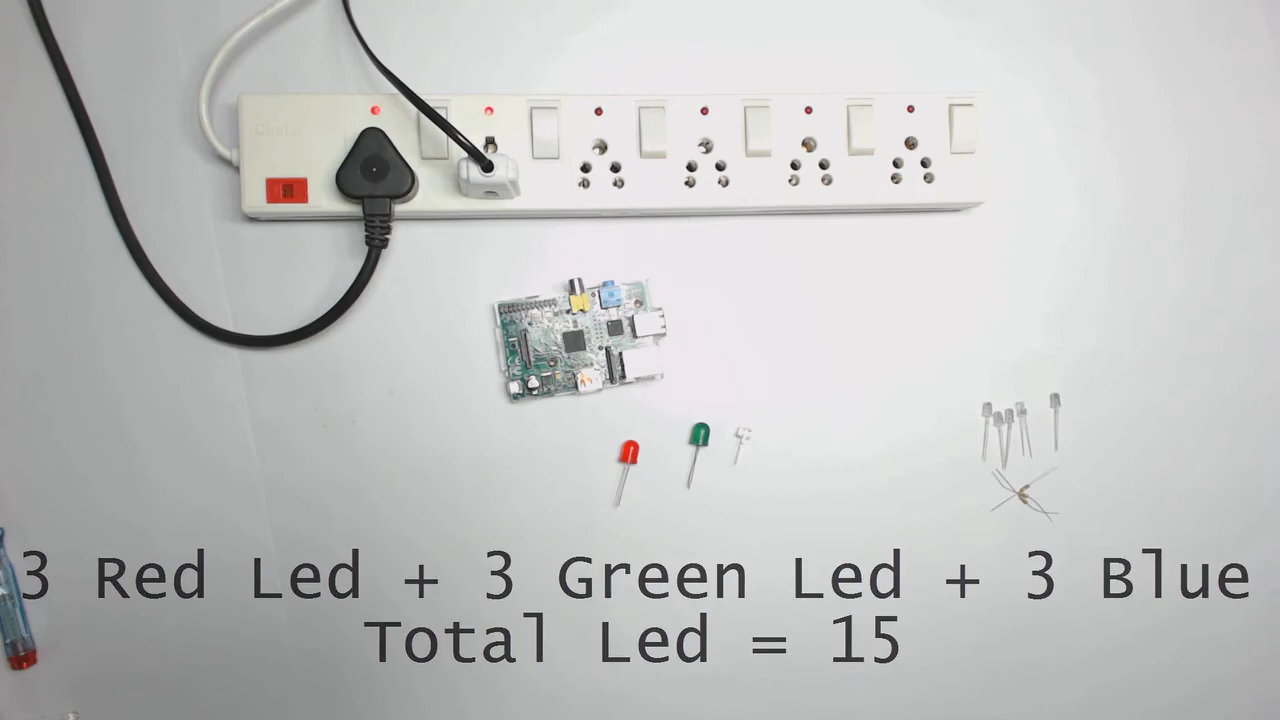 3 Red Led + 3 Green Led + 3 Blue
Total Led = 15